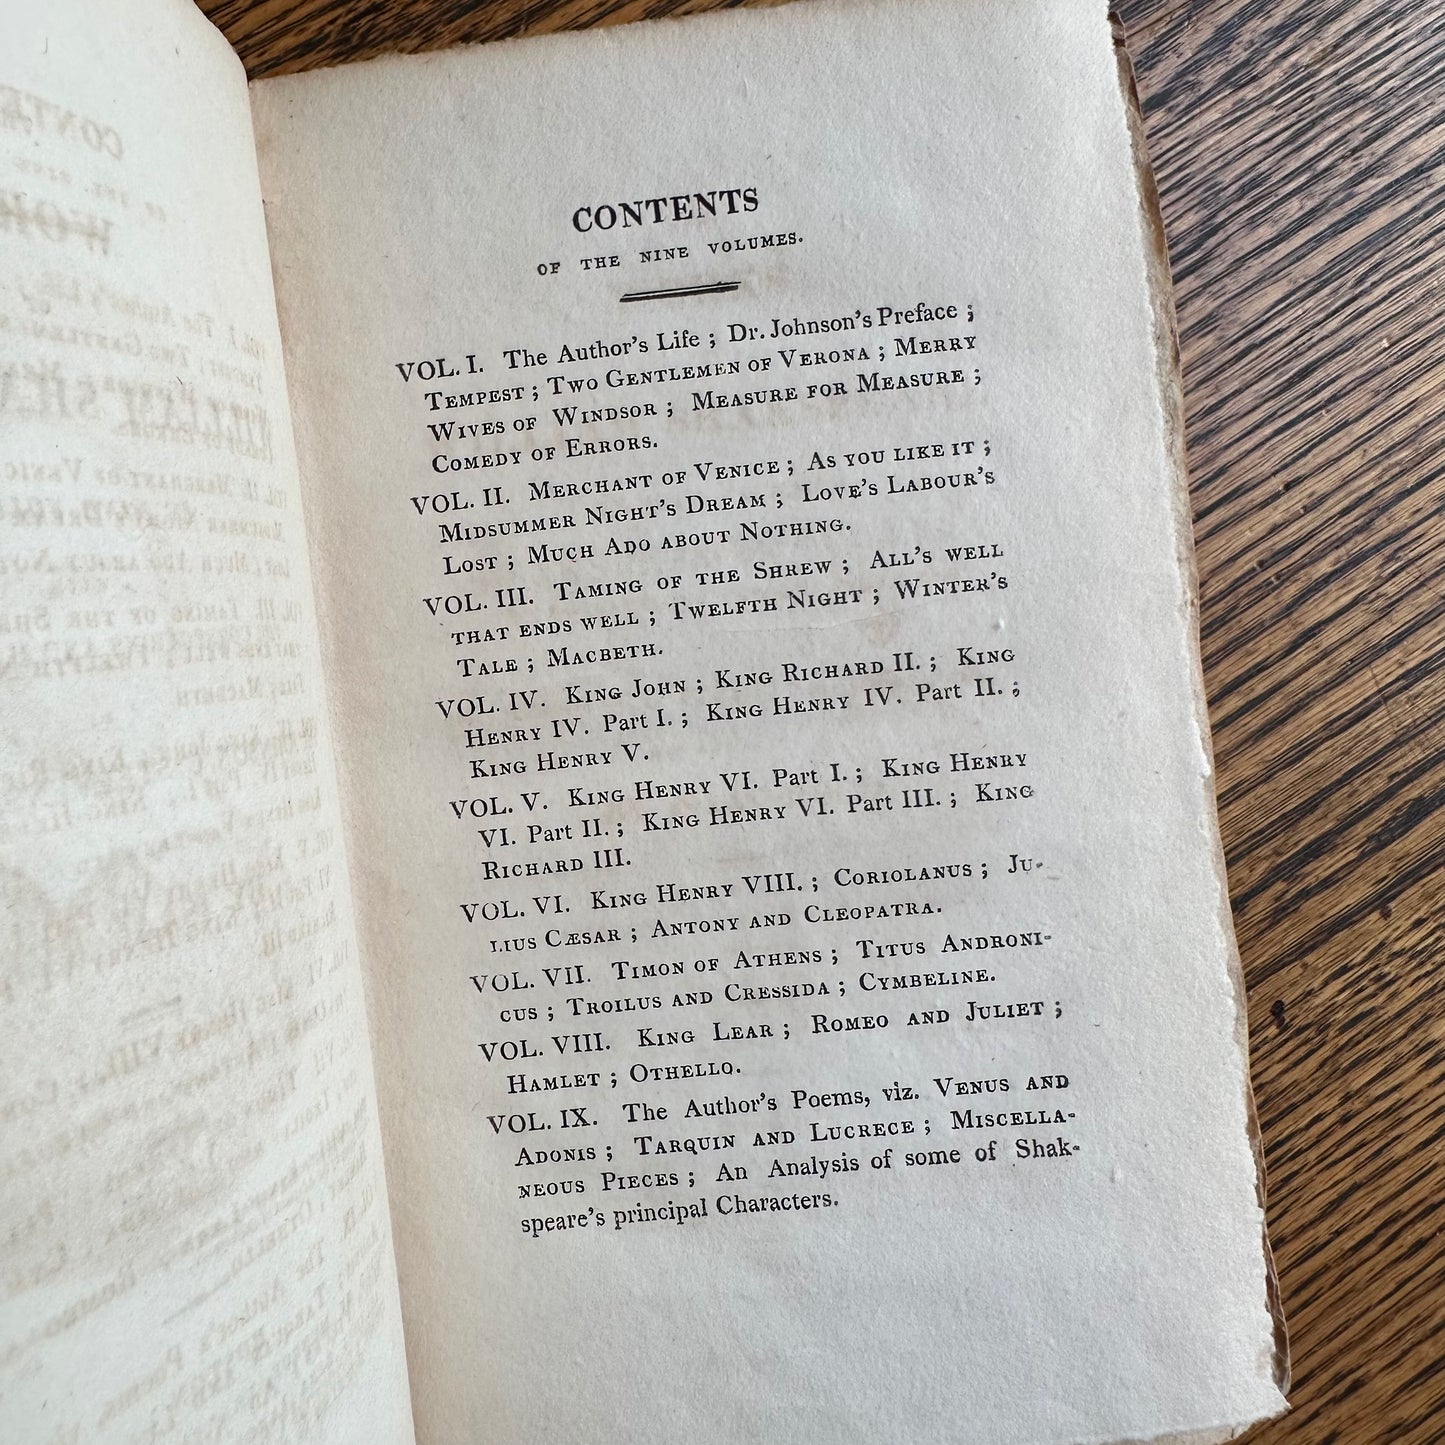 CONTENTS
OF THE NINE VOLUMES.
VOL. I. The Author's Life ; Dr. Johnson's Preface ;
TEMPEST ; TWO GENTLEMEN OF VERONA ; MERRY
WIVES OF WINDSOR ; MEASURE FOR MEASURE ;
COMEDY OF ERRORS.
VOL. II. MERCHANT OF VENICE ; AS YOU LIKE IT ;
MIDSUMMER NIGHT'S DREAM ; LOVE'S LABOUR'S
LOST ; MUCH ADO ABOUT NOTHING.
VOL. III. TAMING OF THE SHREW ; ALL'S WELL
THAT ENDS WELL ; TWELFTH NIGHT ; WINTER'S
TALE ; MACBETH.
VOL. IV. KING JOHN ; KING RICHARD II. ; KING
HENRY IV. Part I. ; KING HENRY IV. Part II. ;
KING HENRY V.
VOL. V. KING HENRY VI. Part I. ; KING HENRY
VI. Part II. ; KING HENRY VI. Part III. ; KING
RICHARD III.
VOL. VI. KING HENRY VIII. ; CORIOLANUS ; JU-
LIUS CÆSAR ; ANTONY AND CLEOPATRA.
VOL. VII. TIMON OF ATHENS ; TITUS ANDRONI-
CUS ; TROILUS AND CRESSIDA ; CYMBELINE.
VOL. VIII. KING LEAR ; ROMEO AND JULIET ;
HAMLET ; OTHELLO.
VOL. IX. The Author's Poems, viz. VENUS AND
ADONIS ; TARQUIN AND LUCRECE ; MISCELLA-
NEOUS PIECES ; An Analysis of some of Shak-
speare's principal Characters.